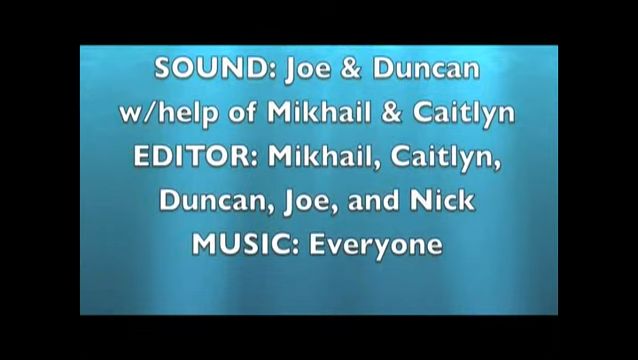 SOUND: Joe & Duncan
w/help of Mikhail & Caitlyn
EDITOR: Mikhail, Caitlyn,
Duncan, Joe, and Nick
MUSIC: Everyone